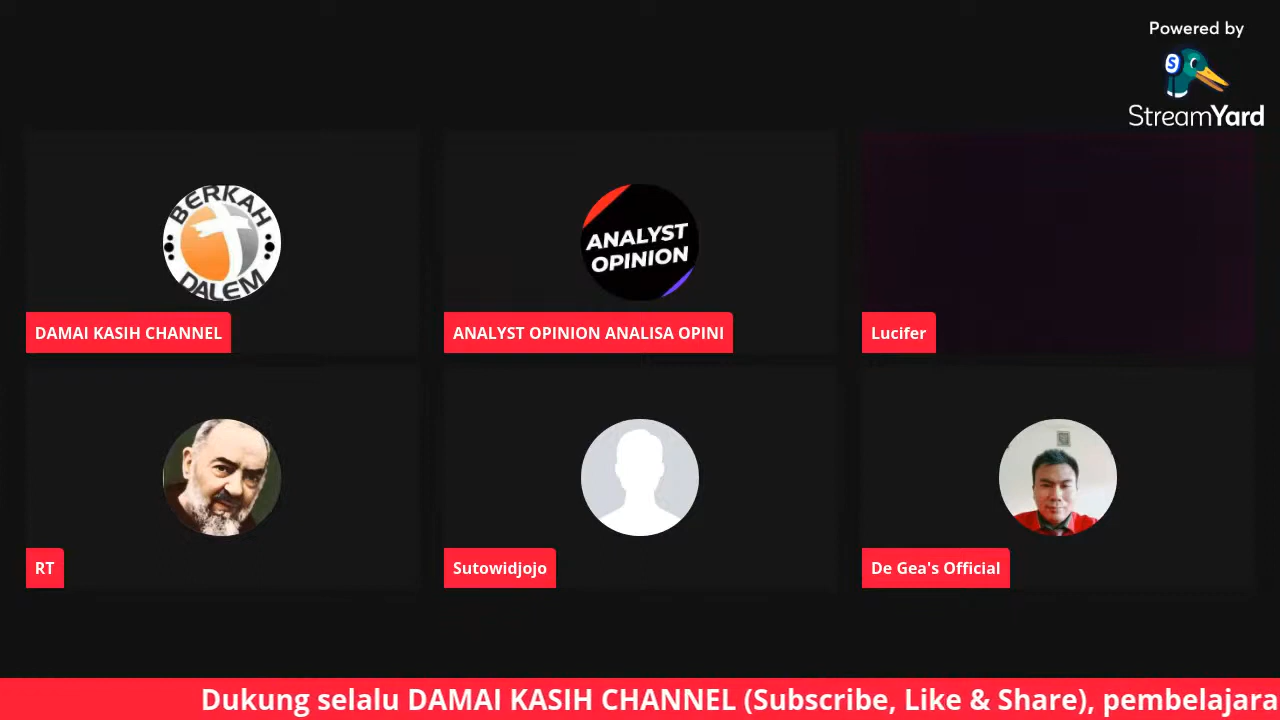 Powered by
S
StreamYard
BERKAH
DALEM
DAMAI KASIH CHANNEL
ANALYST
OPINION
ANALYST OPINION ANALISA OPINI
Lucifer
RT
Sutowidjojo
De Gea's Official
Dukung selalu DAMAI KASIH CHANNEL (Subscribe, Like & Share), pembelajara